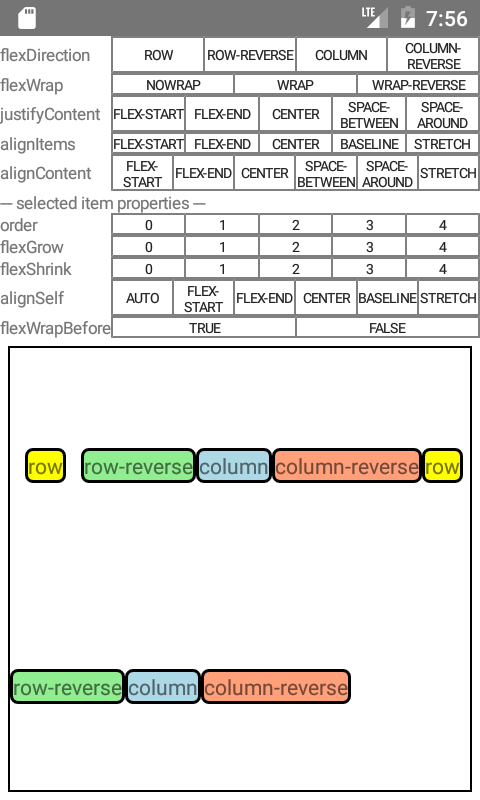 LTE 7:56
flexDirection ROW ROW-REVERSE COLUMN COLUMN-
REVERSE
flexWrap NOWRAP WRAP WRAP-REVERSE
justifyContent FLEX-START FLEX-END CENTER SPACE-
BETWEEN SPACE-
AROUND
alignItems FLEX-START FLEX-END CENTER BASELINE STRETCH
alignContent FLEX-
START FLEX-END CENTER SPACE-
BETWEEN SPACE-
AROUND STRETCH
— selected item properties —
order 0 1 2 3 4
flexGrow 0 1 2 3 4
flexShrink 0 1 2 3 4
alignSelf AUTO FLEX-
START FLEX-END CENTER BASELINE STRETCH
flexWrapBefore TRUE FALSE
row row-reverse column column-reverse row
row-reverse column column-reverse